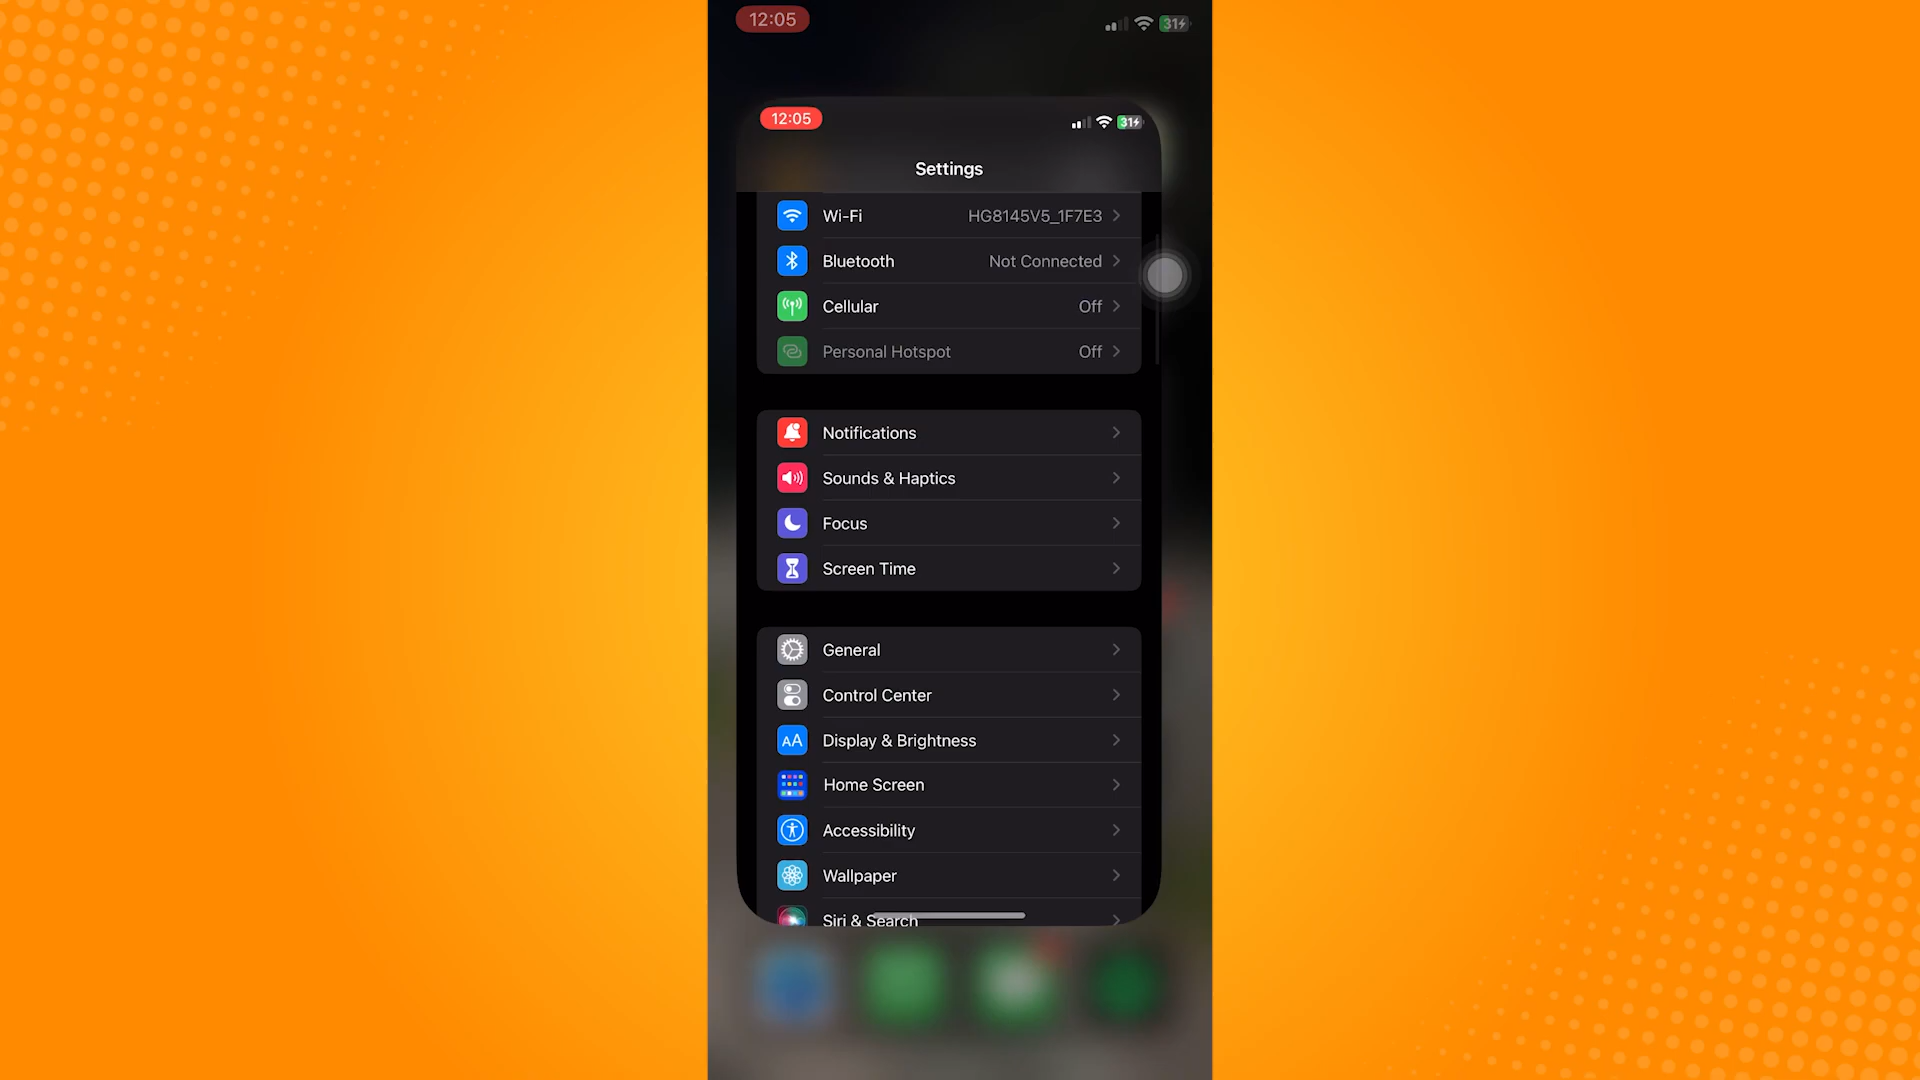 12:05
31
12:05
31
Settings
Wi-Fi HG8145V5_1F7E3
Bluetooth Not Connected
Cellular Off
Personal Hotspot Off
Notifications
Sounds & Haptics
Focus
Screen Time
General
Control Center
AA Display & Brightness
Home Screen
Accessibility
Wallpaper
Siri & Search